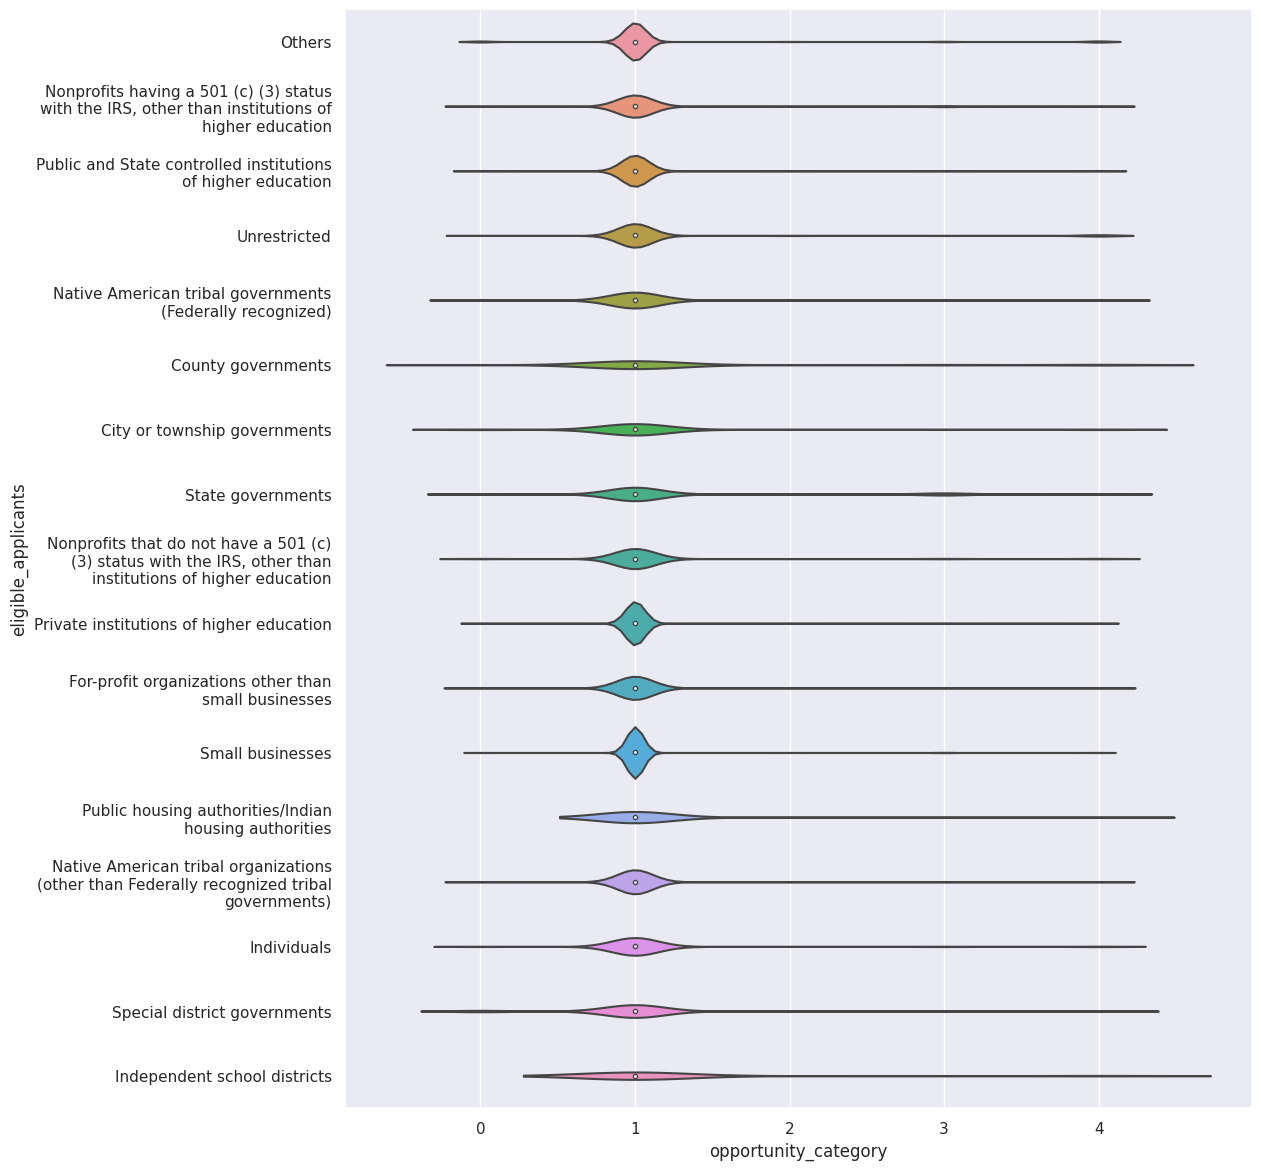 Others
Nonprofits having a 501 (c) (3) status
with the IRS, other than institutions of
higher education
Public and State controlled institutions
of higher education
Unrestricted
Native American tribal governments
(Federally recognized)
County governments
City or township governments
State governments
Nonprofits that do not have a 501 (c)
(3) status with the IRS, other than
institutions of higher education
Private institutions of higher education
For-profit organizations other than
small businesses
Small businesses
Public housing authorities/Indian
housing authorities
Native American tribal organizations
(other than Federally recognized tribal
governments)
Individuals
Special district governments
Independent school districts
eligible_applicants
0 1 2 3 4
opportunity_category